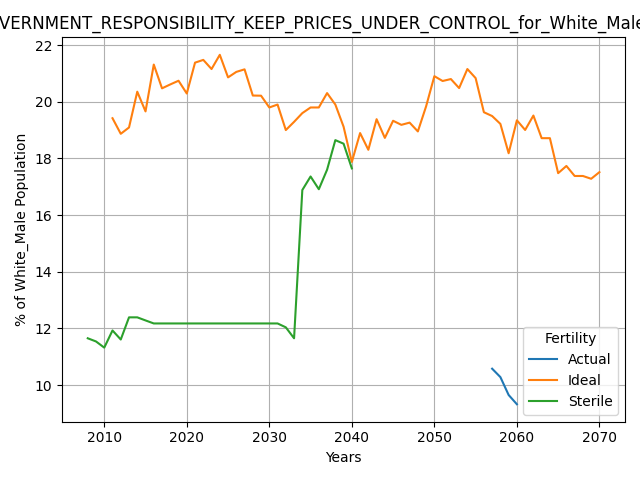 VERNMENT_RESPONSIBILITY_KEEP_PRICES_UNDER_CONTROL_for_White_Male
% of White_Male Population
22
20
18
16
14
12
10
2010 2020 2030 2040 2050 2060 2070
Years
Fertility
Actual
Ideal
Sterile